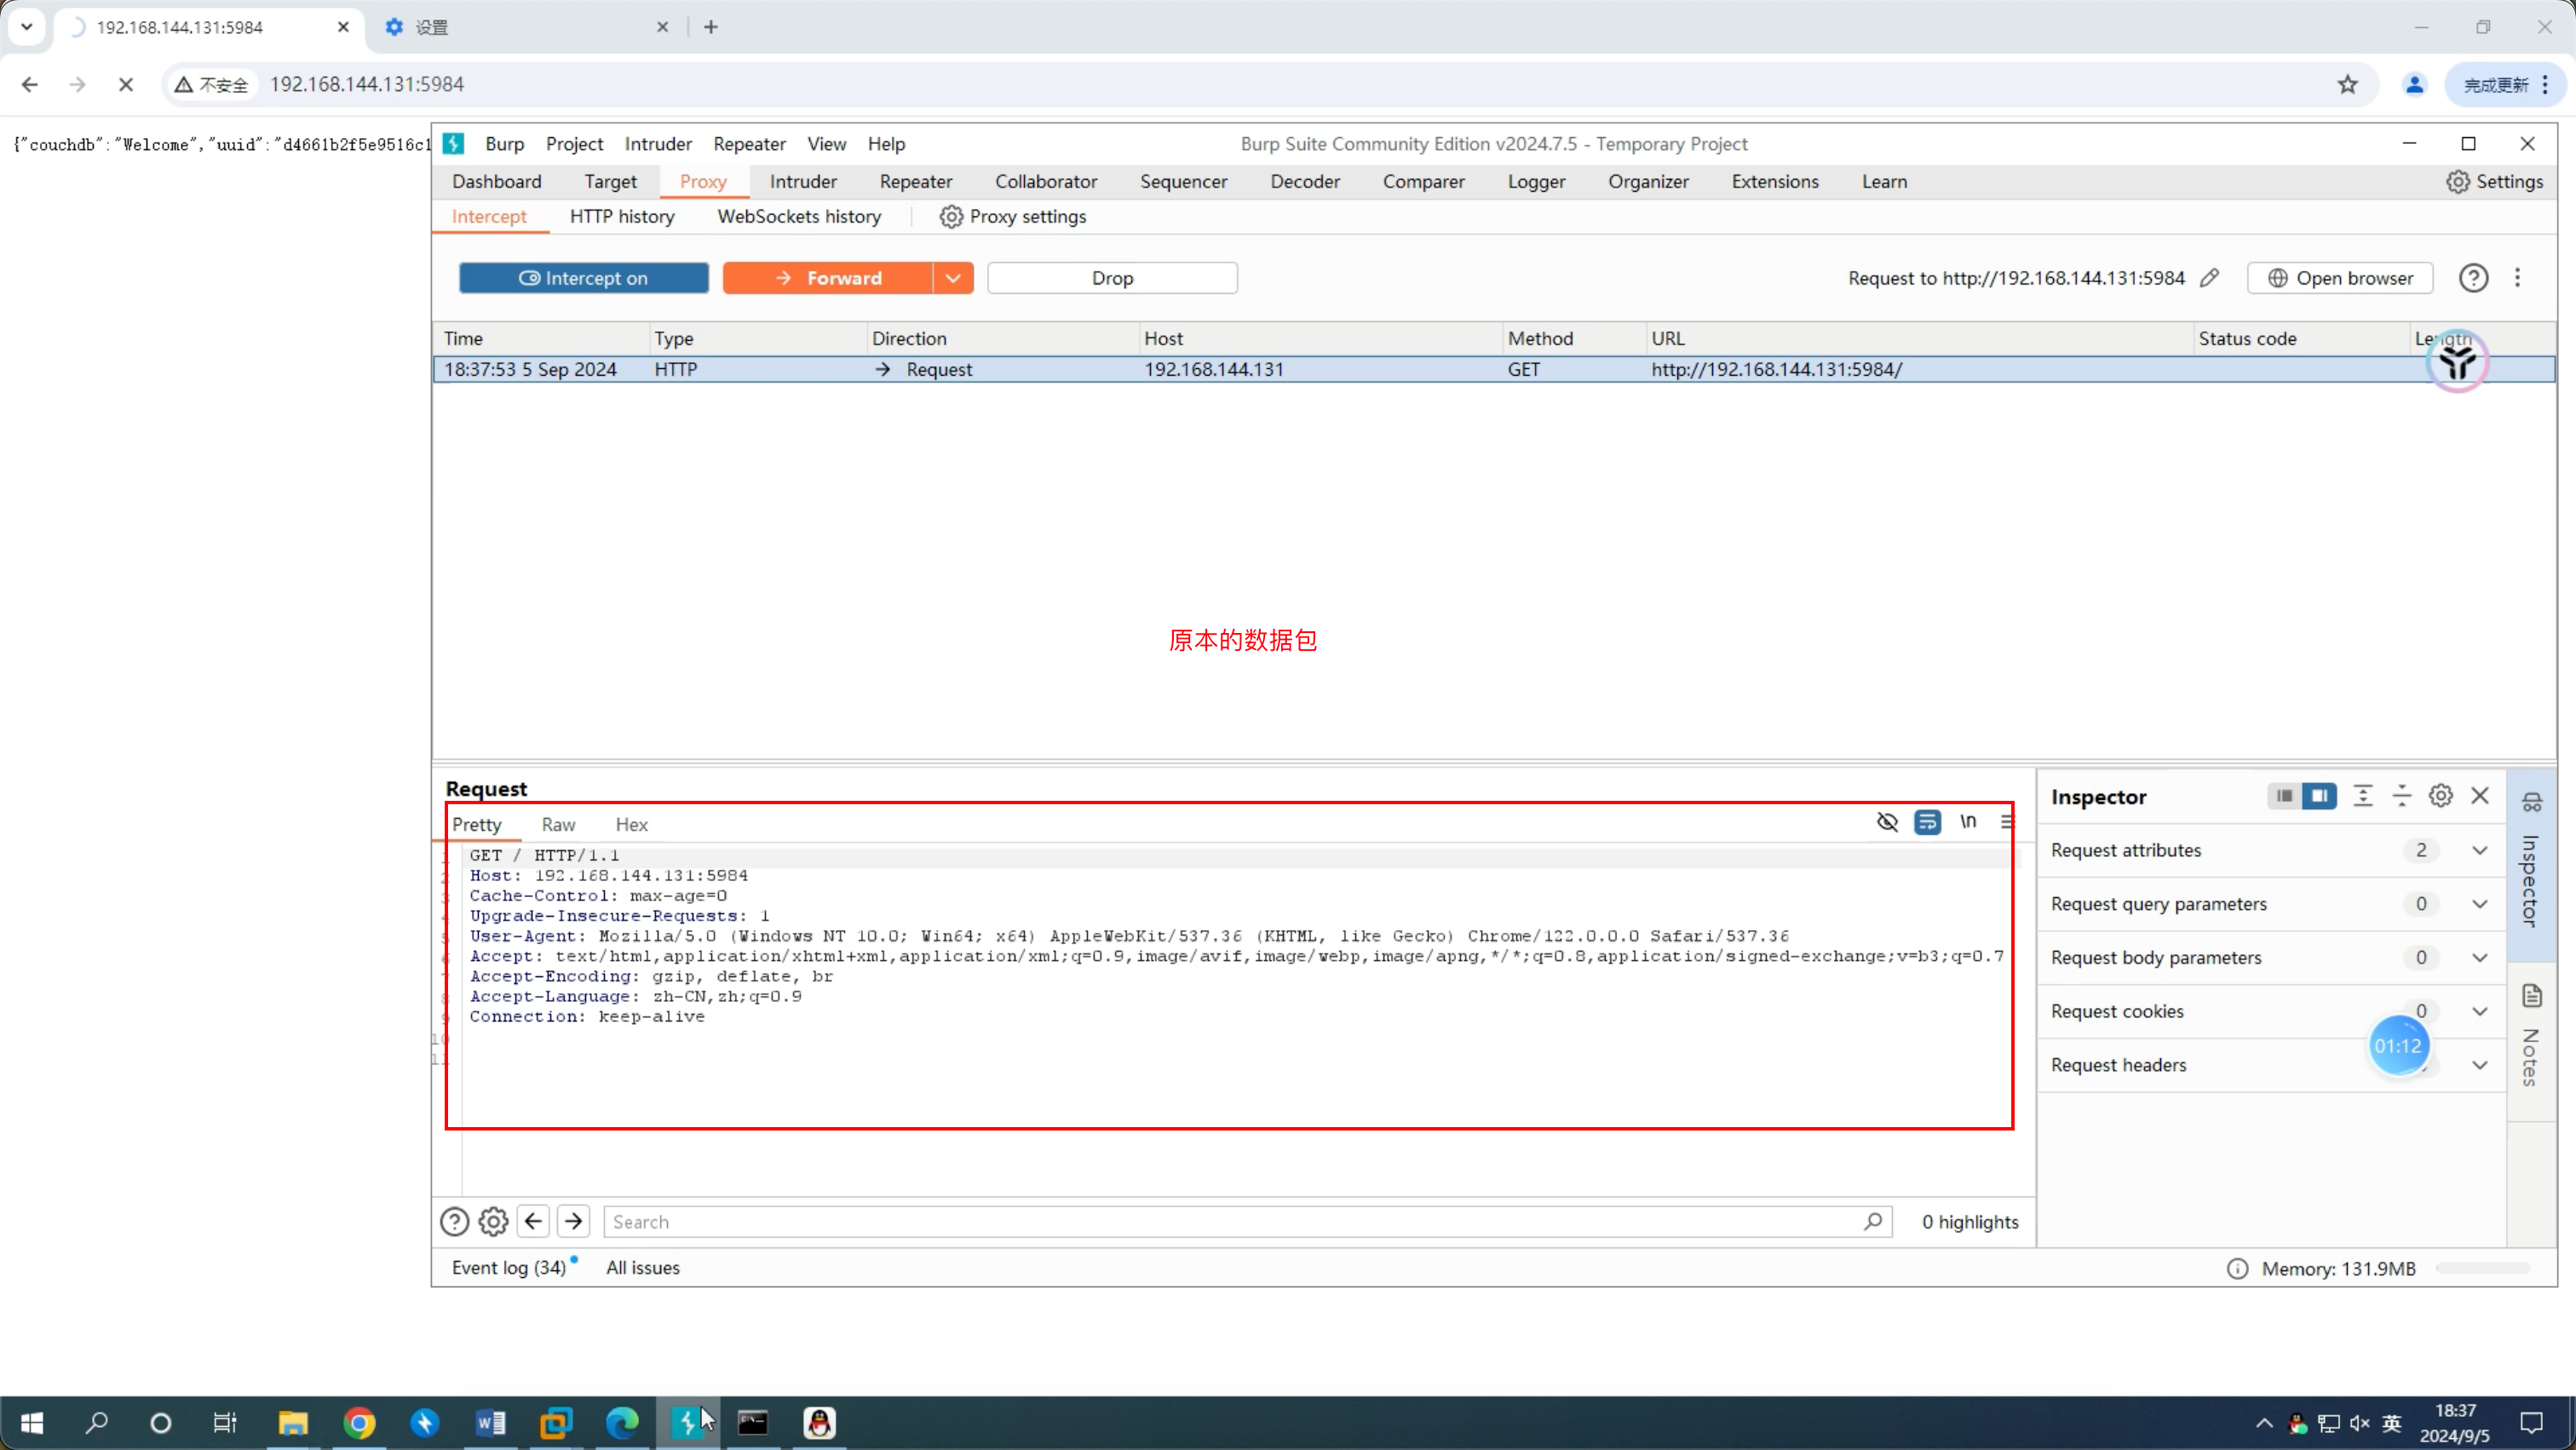 192.168.144.131:5984
设置
不安全
192.168.144.131:5984
完成更新
{"couchdb":"Welcome","uuid":"d4661b2f5e9516c1
Burp Project Intruder Repeater View Help
Burp Suite Community Edition v2024.7.5 - Temporary Project
Dashboard Target Proxy Intruder Repeater Collaborator Sequencer Decoder Comparer Logger Organizer Extensions Learn
Settings
Intercept HTTP history WebSockets history Proxy settings
Intercept on
Forward
Drop
Request to http://192.168.144.131:5984
Open browser
Time Type Direction Host Method URL Status code Length
18:37:53 5 Sep 2024 HTTP → Request 192.168.144.131 GET http://192.168.144.131:5984/
原本的数据包
Request
Pretty Raw Hex
\n
GET / HTTP/1.1
Host: 192.168.144.131:5984
Cache-Control: max-age=0
Upgrade-Insecure-Requests: 1
User-Agent: Mozilla/5.0 (Windows NT 10.0; Win64; x64) AppleWebKit/537.36 (KHTML, like Gecko) Chrome/122.0.0.0 Safari/537.36
Accept: text/html,application/xhtml+xml,application/xml;q=0.9,image/avif,image/webp,image/apng,*/*;q=0.8,application/signed-exchange;v=b3;q=0.7
Accept-Encoding: gzip, deflate, br
Accept-Language: zh-CN,zh;q=0.9
Connection: keep-alive
10
11
Inspector
Request attributes 2
Request query parameters 0
Request body parameters 0
Request cookies 0
Request headers
01:12
Inspector
Notes
Search
0 highlights
Event log (34) All issues
Memory: 131.9MB
英
18:37
2024/9/5